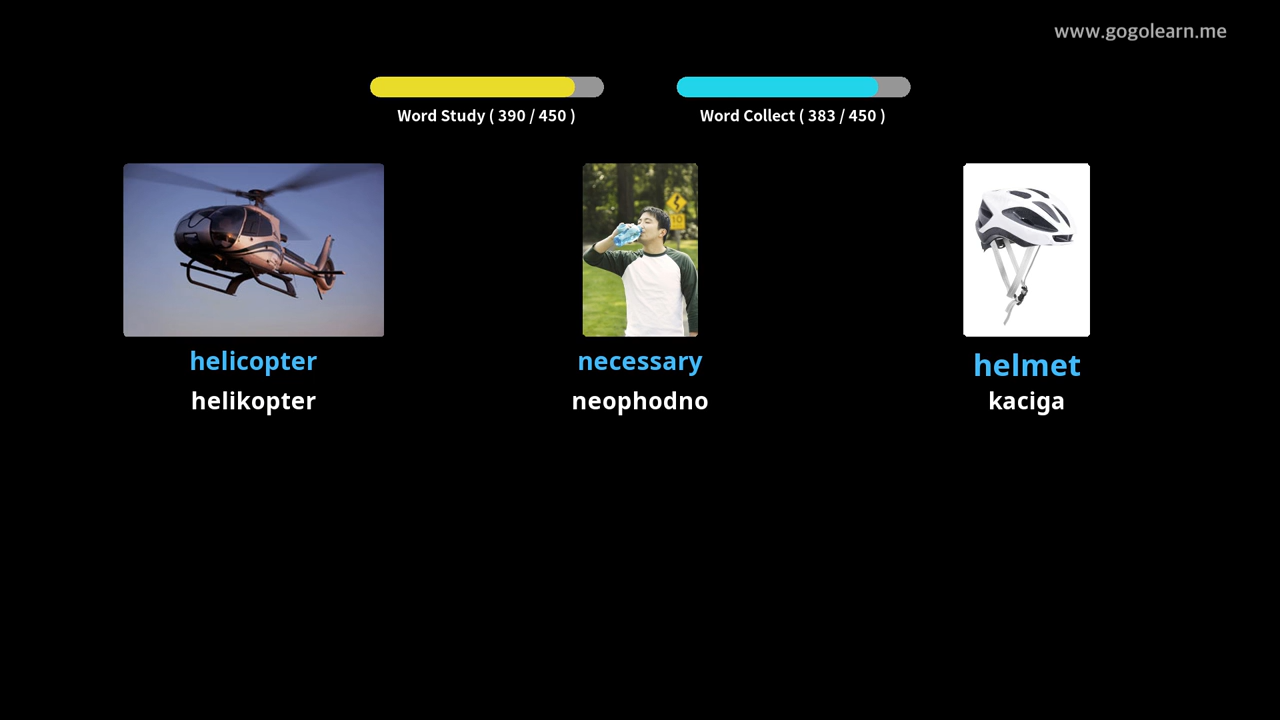 www.gogolearn.me
Word Study ( 390 / 450 )
Word Collect ( 383 / 450 )
helicopter
helikopter
necessary
neophodno
helmet
kaciga